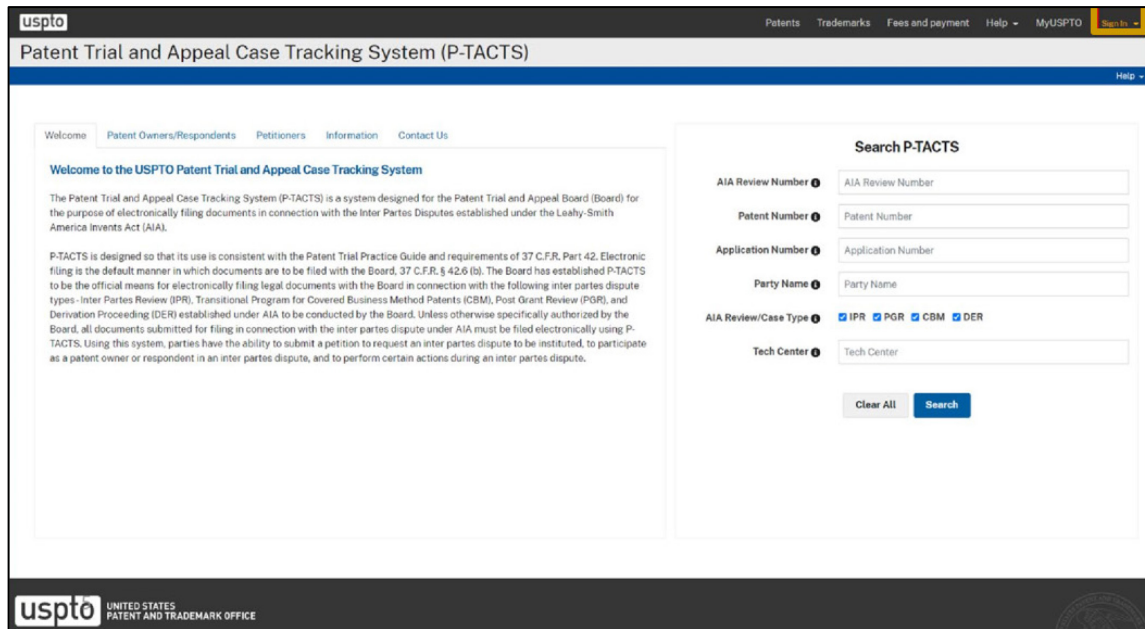 uspto
Patents Trademarks Fees and payment Help MyUSPTO Sign In
Patent Trial and Appeal Case Tracking System (P-TACTS)
Help
Welcome Patent Owners/Respondents Petitioners Information Contact Us
Welcome to the USPTO Patent Trial and Appeal Case Tracking System
The Patent Trial and Appeal Case Tracking System (P-TACTS) is a system designed for the Patent Trial and Appeal Board (Board) for
the purpose of electronically filing documents in connection with the Inter Partes Disputes established under the Leahy-Smith
America Invents Act (AIA).
P-TACTS is designed so that its use is consistent with the Patent Trial Practice Guide and requirements of 37 C.F.R. Part 42. Electronic
filing is the default manner in which documents are to be filed with the Board. 37 C.F.R. § 42.6 (b). The Board has established P-TACTS
to be the official means for electronically filing legal documents with the Board in connection with the following inter partes dispute
types - Inter Partes Review (IPR), Transitional Program for Covered Business Method Patents (CBM), Post Grant Review (PGR), and
Derivation Proceeding (DER) established under AIA to be conducted by the Board. Unless otherwise specifically authorized by the
Board, all documents submitted for filing in connection with the inter partes dispute under AIA must be filed electronically using P-
TACTS. Using this system, parties have the ability to submit a petition to request an inter partes dispute to be instituted, to participate
as a patent owner or respondent in an inter partes dispute, and to perform certain actions during an inter partes dispute.
Search P-TACTS
AIA Review Number AIA Review Number
Patent Number Patent Number
Application Number Application Number
Party Name Party Name
AIA Review/Case Type IPR PGR CBM DER
Tech Center Tech Center
Clear All Search
uspto
UNITED STATES
PATENT AND TRADEMARK OFFICE